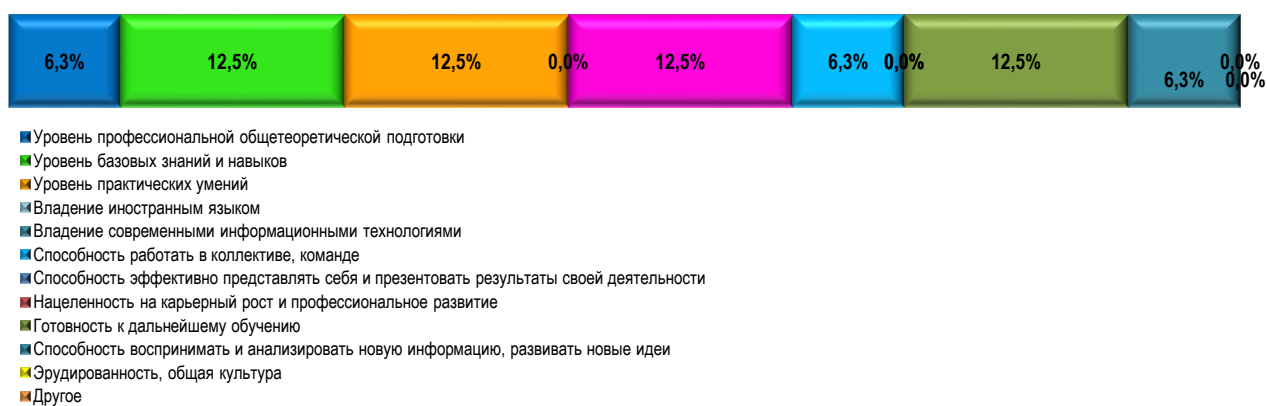 6,3% 12,5% 12,5% 0,0% 12,5% 6,3% 0,0% 12,5% 6,3% 0,0%
0,0%
Уровень профессиональной общетеоретической подготовки
Уровень базовых знаний и навыков
Уровень практических умений
Владение иностранным языком
Владение современными информационными технологиями
Способность работать в коллективе, команде
Способность эффективно представлять себя и презентовать результаты своей деятельности
Нацеленность на карьерный рост и профессиональное развитие
Готовность к дальнейшему обучению
Способность воспринимать и анализировать новую информацию, развивать новые идеи
Эрудированность, общая культура
Другое